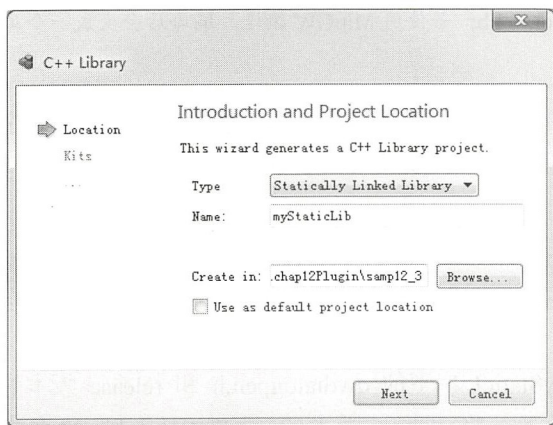 C++ Library
Introduction and Project Location
Location
Kits
...
This wizard generates a C++ Library project.
Type
Statically Linked Library
Name:
myStaticLib
Create in:
.chap12Plugin\samp12_3
Browse...
Use as default project location
Next
Cancel